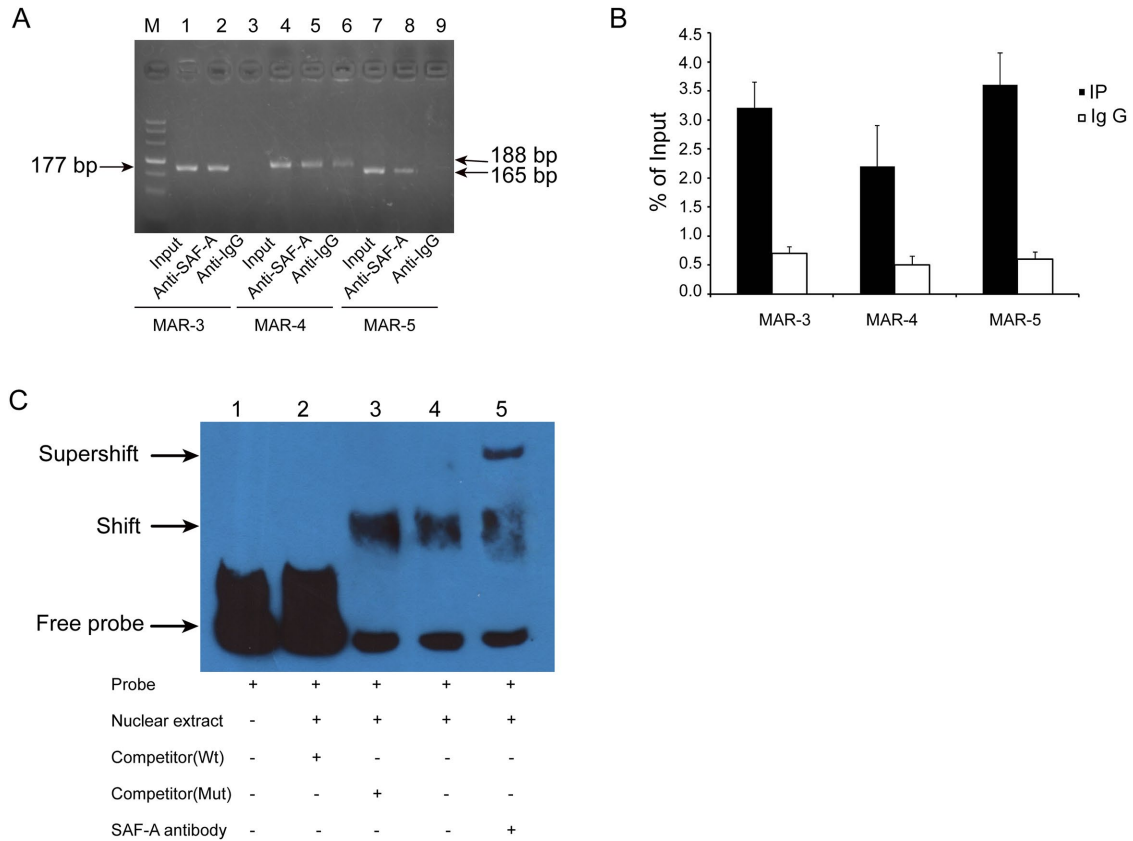 A
M 1 2 3 4 5 6 7 8 9
177 bp
188 bp
165 bp
Input Anti-SAF-A Anti-IgG Input Anti-SAF-A Anti-IgG Input Anti-SAF-A Anti-IgG
MAR-3 MAR-4 MAR-5
B
% of Input
4.5
4.0
3.5
3.0
2.5
2.0
1.5
1.0
0.5
0.0
MAR-3 MAR-4 MAR-5
IP
Ig G
C
1 2 3 4 5
Supershift
Shift
Free probe
Probe + + + + +
Nuclear extract - + + + +
Competitor(Wt) - + - - -
Competitor(Mut) - - + - -
SAF-A antibody - - - - +